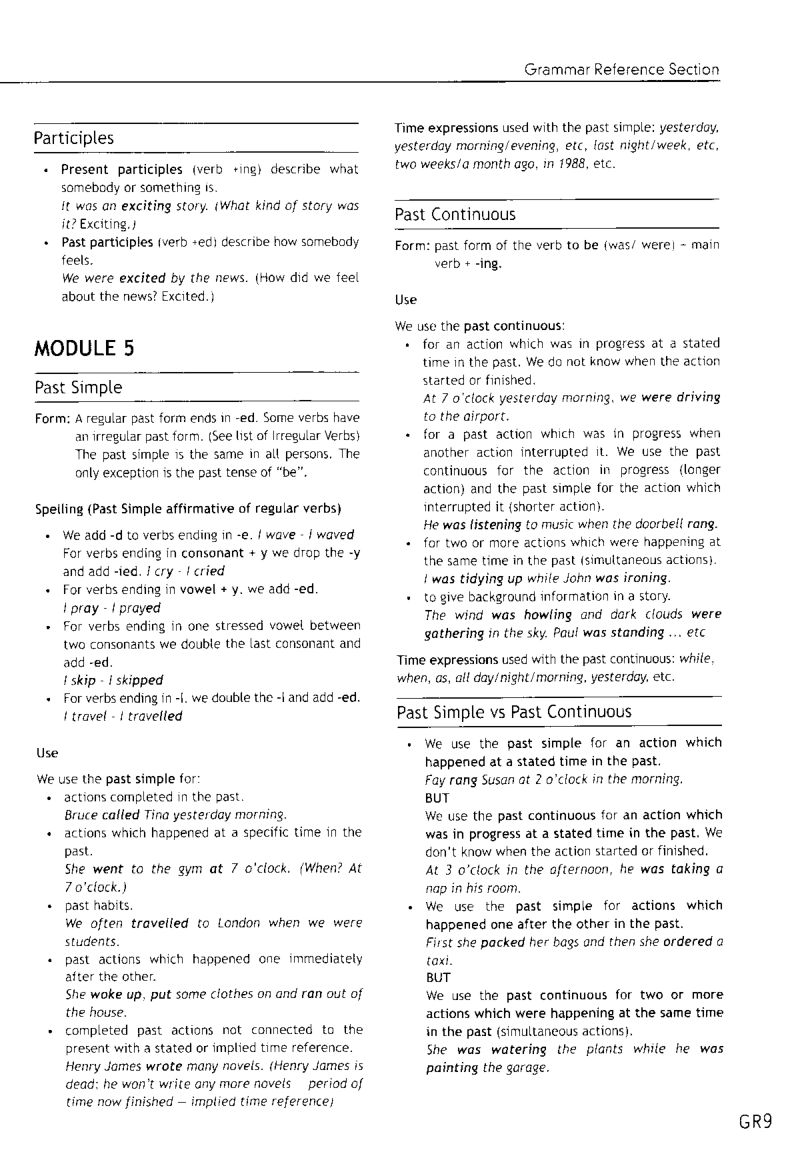 Grammar Reference Section
Participles
• Present participles (verb +ing) describe what
somebody or something is.
It was an exciting story. (What kind of story was
it? Exciting.)
• Past participles (verb +ed) describe how somebody
feels.
We were excited by the news. (How did we feel
about the news? Excited.)
MODULE 5
Past Simple
Form: A regular past form ends in -ed. Some verbs have
an irregular past form. (See list of Irregular Verbs)
The past simple is the same in all persons. The
only exception is the past tense of "be".
Spelling (Past Simple affirmative of regular verbs)
• We add -d to verbs ending in -e. I wave - I waved
For verbs ending in consonant + y we drop the -y
and add -ied. I cry - I cried
• For verbs ending in vowel + y, we add -ed.
I pray - I prayed
• For verbs ending in one stressed vowel between
two consonants we double the last consonant and
add -ed.
I skip - I skipped
• For verbs ending in -l, we double the -l and add -ed.
I travel - I travelled
Use
We use the past simple for:
• actions completed in the past.
Bruce called Tina yesterday morning.
• actions which happened at a specific time in the
past.
She went to the gym at 7 o'clock. (When? At
7 o'clock.)
• past habits.
We often travelled to London when we were
students.
• past actions which happened one immediately
after the other.
She woke up, put some clothes on and ran out of
the house.
• completed past actions not connected to the
present with a stated or implied time reference.
Henry James wrote many novels. (Henry James is
dead; he won't write any more novels period of
time now finished – implied time reference)
Time expressions used with the past simple: yesterday,
yesterday morning/evening, etc, last night/week, etc,
two weeks/a month ago, in 1988, etc.
Past Continuous
Form: past form of the verb to be (was/ were) - main
verb + -ing.
Use
We use the past continuous:
• for an action which was in progress at a stated
time in the past. We do not know when the action
started or finished.
At 7 o'clock yesterday morning, we were driving
to the airport.
• for a past action which was in progress when
another action interrupted it. We use the past
continuous for the action in progress (longer
action) and the past simple for the action which
interrupted it (shorter action).
He was listening to music when the doorbell rang.
• for two or more actions which were happening at
the same time in the past (simultaneous actions).
I was tidying up while John was ironing.
• to give background information in a story.
The wind was howling and dark clouds were
gathering in the sky. Paul was standing ... etc
Time expressions used with the past continuous: while,
when, as, all day/night/morning, yesterday, etc.
Past Simple vs Past Continuous
• We use the past simple for an action which
happened at a stated time in the past.
Fay rang Susan at 2 o'clock in the morning.
BUT
We use the past continuous for an action which
was in progress at a stated time in the past. We
don't know when the action started or finished.
At 3 o'clock in the afternoon, he was taking a
nap in his room.
• We use the past simple for actions which
happened one after the other in the past.
First she packed her bags and then she ordered a
taxi.
BUT
We use the past continuous for two or more
actions which were happening at the same time
in the past (simultaneous actions).
She was watering the plants while he was
painting the garage.
GR9